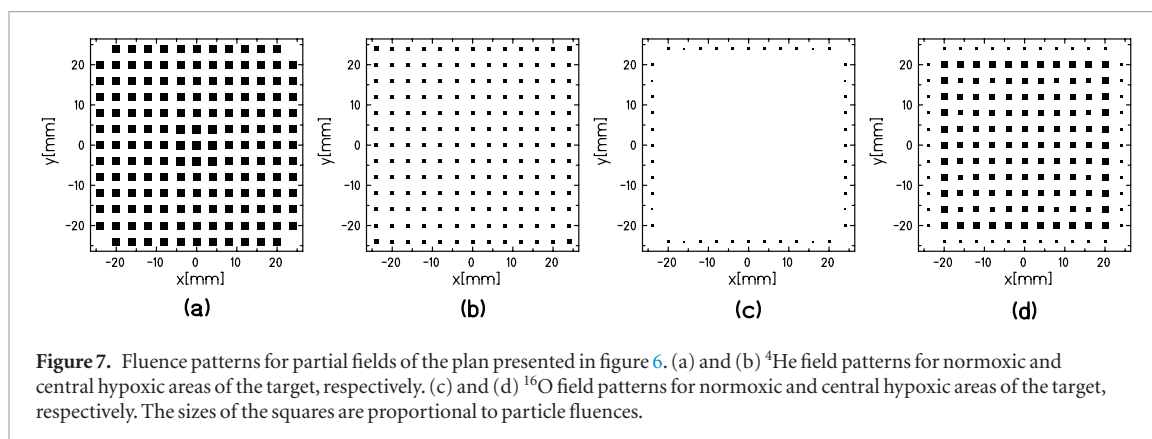 20
10
0
-10
-20
y[mm]
-20 -10 0 10 20
x[mm]
(a)
20
10
0
-10
-20
y[mm]
-20 -10 0 10 20
x[mm]
(b)
20
10
0
-10
-20
y[mm]
-20 -10 0 10 20
x[mm]
(c)
20
10
0
-10
-20
y[mm]
-20 -10 0 10 20
x[mm]
(d)
Figure 7. Fluence patterns for partial fields of the plan presented in figure 6. (a) and (b) ⁴He field patterns for normoxic and
central hypoxic areas of the target, respectively. (c) and (d) ¹⁶O field patterns for normoxic and central hypoxic areas of the target,
respectively. The sizes of the squares are proportional to particle fluences.